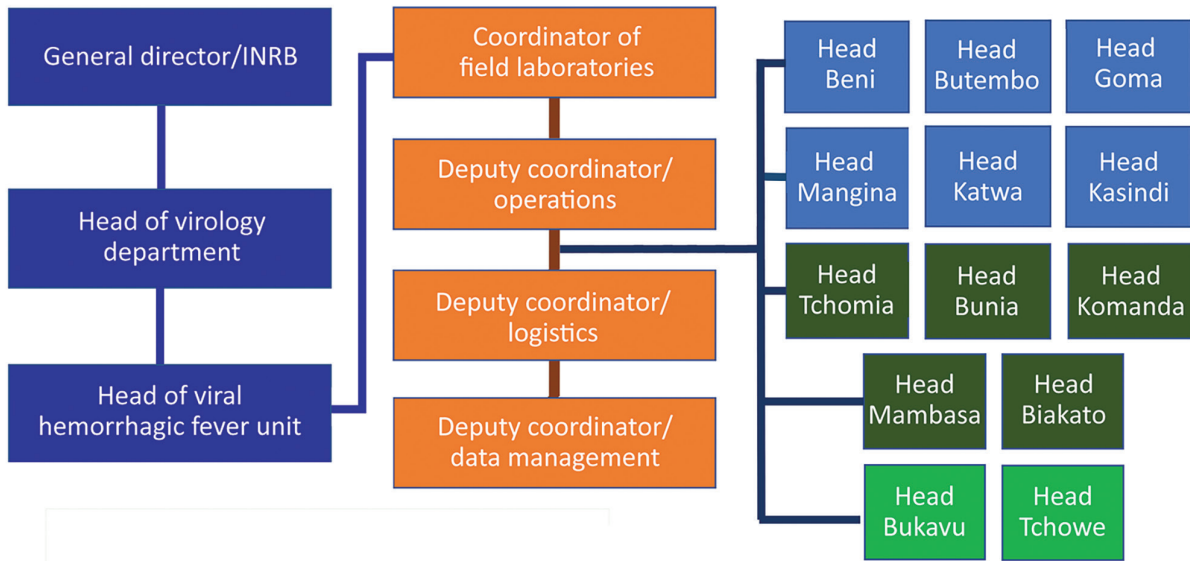 General director/INRB
Head of virology
department
Head of viral
hemorrhagic fever unit
Coordinator of
field laboratories
Deputy coordinator/
operations
Deputy coordinator/
logistics
Deputy coordinator/
data management
Head
Beni
Head
Butembo
Head
Goma
Head
Mangina
Head
Katwa
Head
Kasindi
Head
Tchomia
Head
Bunia
Head
Komanda
Head
Mambasa
Head
Biakato
Head
Bukavu
Head
Tchowe